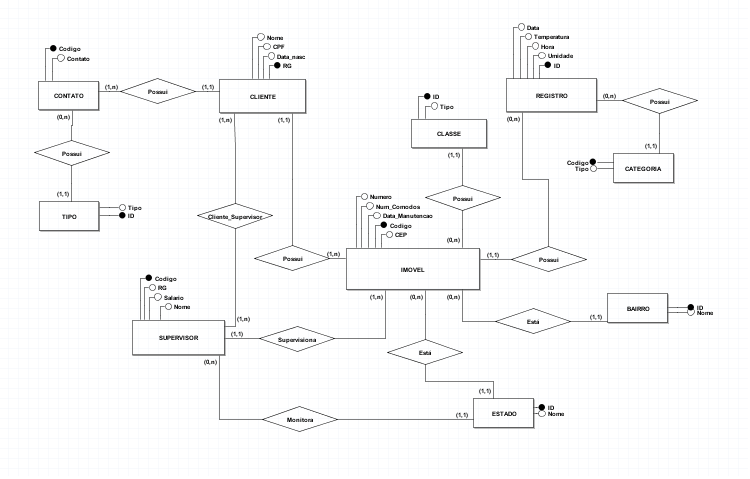 Codigo
Contato
CONTATO
(1,n)
Possui
(1,1)
Nome
CPF
Data_nasc
RG
CLIENTE
(0,n)
Possui
(1,1)
TIPO
Tipo
ID
(1,n)
(1,1)
Cliente_Supervisor
(1,n)
Possui
(1,n)
ID
Tipo
CLASSE
(1,1)
Possui
(0,n)
Data
Temperatura
Hora
Umidade
ID
REGISTRO
(0,n)
Possui
(1,1)
Codigo
Tipo
CATEGORIA
(0,n)
Possui
(1,1)
Numero
Num_Comodos
Data_Manutencao
Codigo
CEP
IMOVEL
(1,n)
(0,n)
(0,n)
Codigo
RG
Salario
Nome
SUPERVISOR
(1,1)
Supervisiona
(0,n)
Monitora
(1,1)
Está
(1,1)
ESTADO
ID
Nome
Está
(1,1)
BAIRRO
ID
Nome